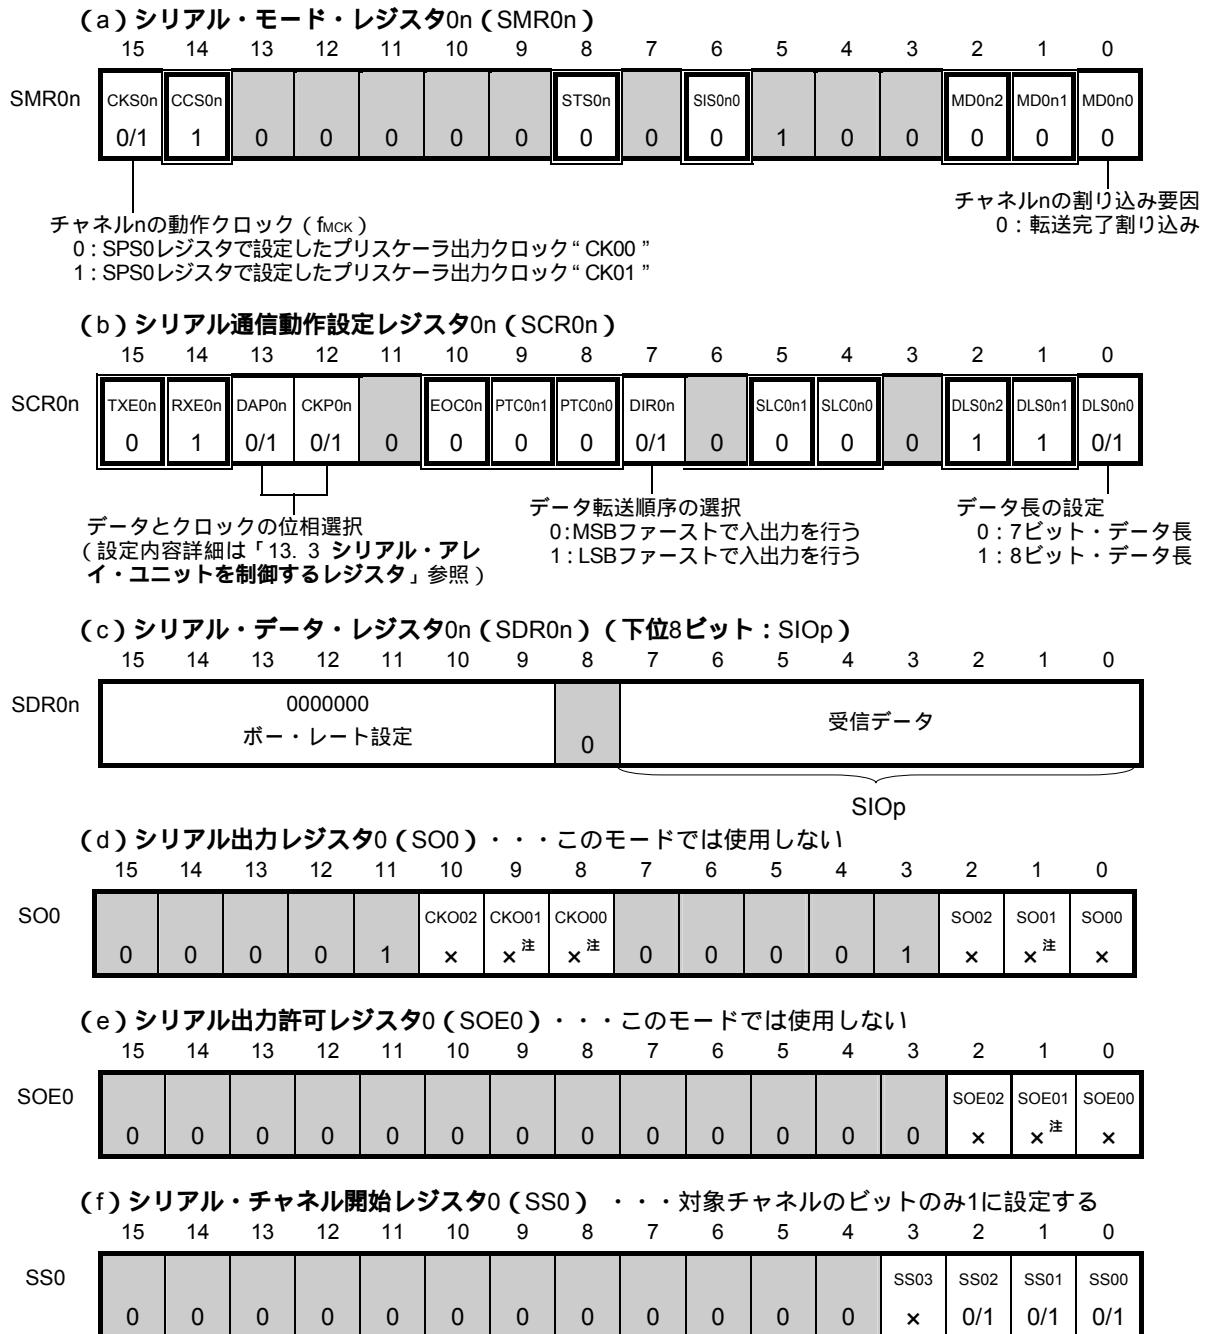 （a）シリアル・モード・レジスタ0n（SMR0n）
15 14 13 12 11 10 9 8 7 6 5 4 3 2 1 0
SMR0n CKS0n CCS0n STS0n SIS0n0 MD0n2 MD0n1 MD0n0
0/1 1 0 0 0 0 0 0 0 0 1 0 0 0 0 0
チャネルnの動作クロック（fMCK）
0：SPS0レジスタで設定したプリスケーラ出力クロック“CK00”
1：SPS0レジスタで設定したプリスケーラ出力クロック“CK01”
チャネルnの割り込み要因
0：転送完了割り込み
（b）シリアル通信動作設定レジスタ0n（SCR0n）
15 14 13 12 11 10 9 8 7 6 5 4 3 2 1 0
SCR0n TXE0n RXE0n DAP0n CKP0n EOC0n PTC0n1 PTC0n0 DIR0n SLC0n1 SLC0n0 DLS0n2 DLS0n1 DLS0n0
0 1 0/1 0/1 0 0 0 0 0/1 0 0 0 0 1 1 0/1
データとクロックの位相選択
（設定内容詳細は「13. 3 シリアル・アレ
イ・ユニットを制御するレジスタ」参照）
データ転送順序の選択
0:MSBファーストで入出力を行う
1：LSBファーストで入出力を行う
データ長の設定
0：7ビット・データ長
1：8ビット・データ長
（c）シリアル・データ・レジスタ0n（SDR0n）（下位8ビット：SIOp）
15 14 13 12 11 10 9 8 7 6 5 4 3 2 1 0
SDR0n 0000000
ボー・レート設定 0 受信データ
SIOp
（d）シリアル出力レジスタ0（SO0）・・・このモードでは使用しない
15 14 13 12 11 10 9 8 7 6 5 4 3 2 1 0
SO0 CKO02 CKO01 CKO00 SO02 SO01 SO00
0 0 0 0 1 × ×注 ×注 0 0 0 0 1 × ×注 ×
（e）シリアル出力許可レジスタ0（SOE0）・・・このモードでは使用しない
15 14 13 12 11 10 9 8 7 6 5 4 3 2 1 0
SOE0 SOE02 SOE01 SOE00
0 0 0 0 0 0 0 0 0 0 0 0 0 × ×注 ×
（f）シリアル・チャネル開始レジスタ0（SS0） ・・・対象チャネルのビットのみ1に設定する
15 14 13 12 11 10 9 8 7 6 5 4 3 2 1 0
SS0 SS03 SS02 SS01 SS00
0 0 0 0 0 0 0 0 0 0 0 0 × 0/1 0/1 0/1